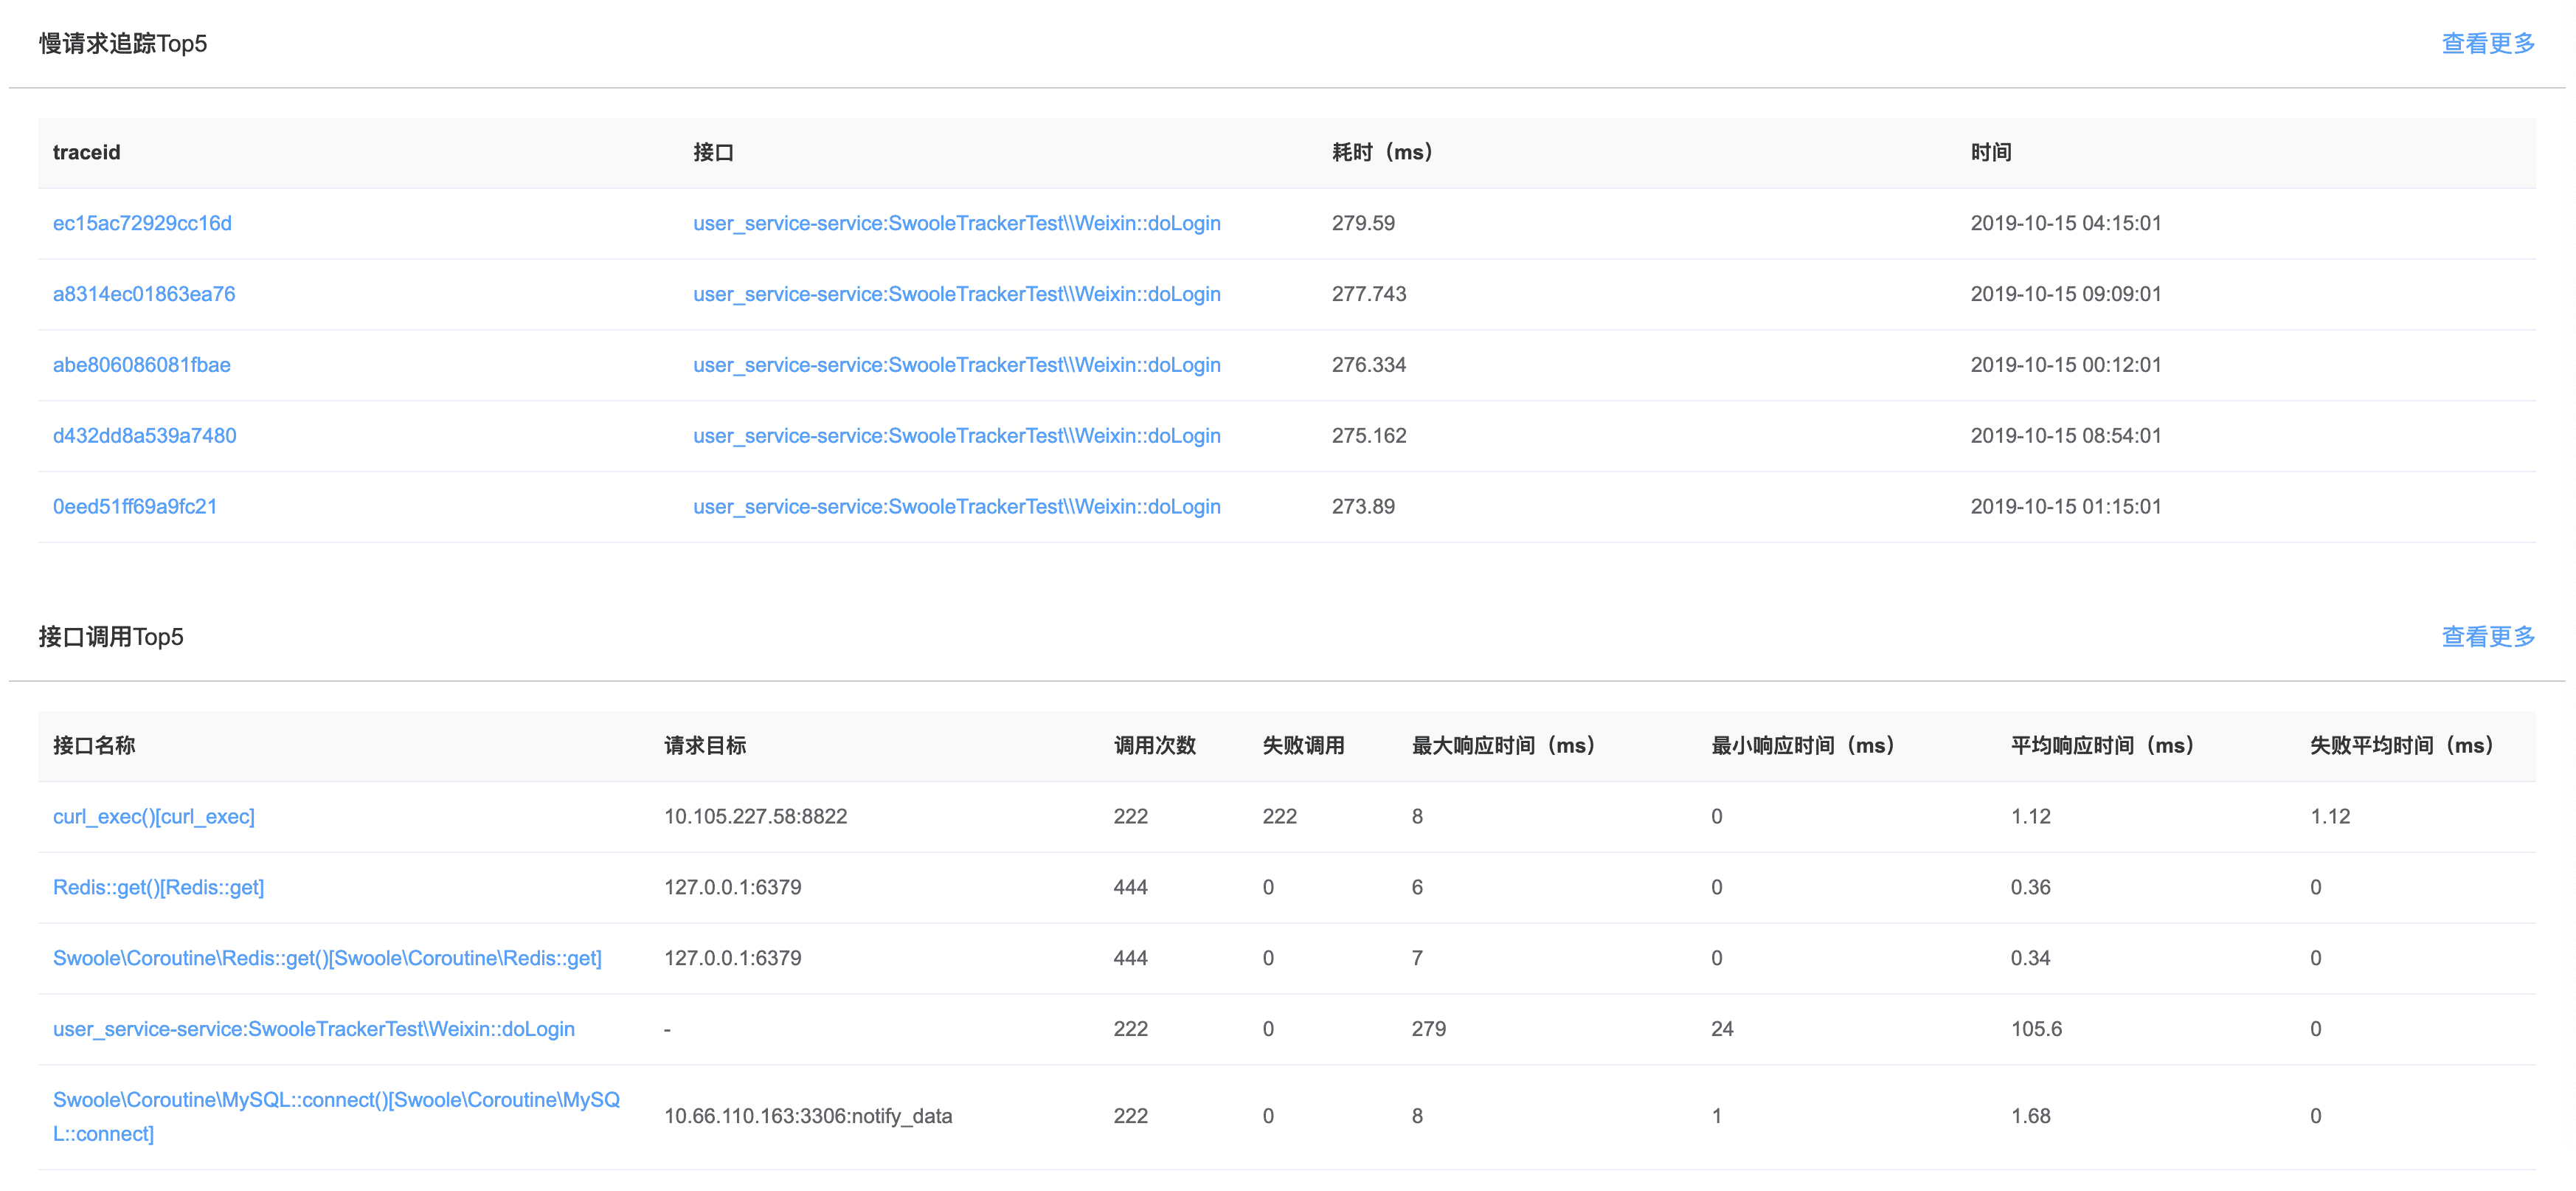 慢请求追踪Top5 查看更多
traceid 接口 耗时（ms） 时间
ec15ac72929cc16d user_service-service:SwooleTrackerTest\\Weixin::doLogin 279.59 2019-10-15 04:15:01
a8314ec01863ea76 user_service-service:SwooleTrackerTest\\Weixin::doLogin 277.743 2019-10-15 09:09:01
abe806086081fbae user_service-service:SwooleTrackerTest\\Weixin::doLogin 276.334 2019-10-15 00:12:01
d432dd8a539a7480 user_service-service:SwooleTrackerTest\\Weixin::doLogin 275.162 2019-10-15 08:54:01
0eed51ff69a9fc21 user_service-service:SwooleTrackerTest\\Weixin::doLogin 273.89 2019-10-15 01:15:01
接口调用Top5 查看更多
接口名称 请求目标 调用次数 失败调用 最大响应时间（ms） 最小响应时间（ms） 平均响应时间（ms） 失败平均时间（ms）
curl_exec()[curl_exec] 10.105.227.58:8822 222 222 8 0 1.12 1.12
Redis::get()[Redis::get] 127.0.0.1:6379 444 0 6 0 0.36 0
Swoole\Coroutine\Redis::get()[Swoole\Coroutine\Redis::get] 127.0.0.1:6379 444 0 7 0 0.34 0
user_service-service:SwooleTrackerTest\Weixin::doLogin - 222 0 279 24 105.6 0
Swoole\Coroutine\MySQL::connect()[Swoole\Coroutine\MySQ
L::connect] 10.66.110.163:3306:notify_data 222 0 8 1 1.68 0